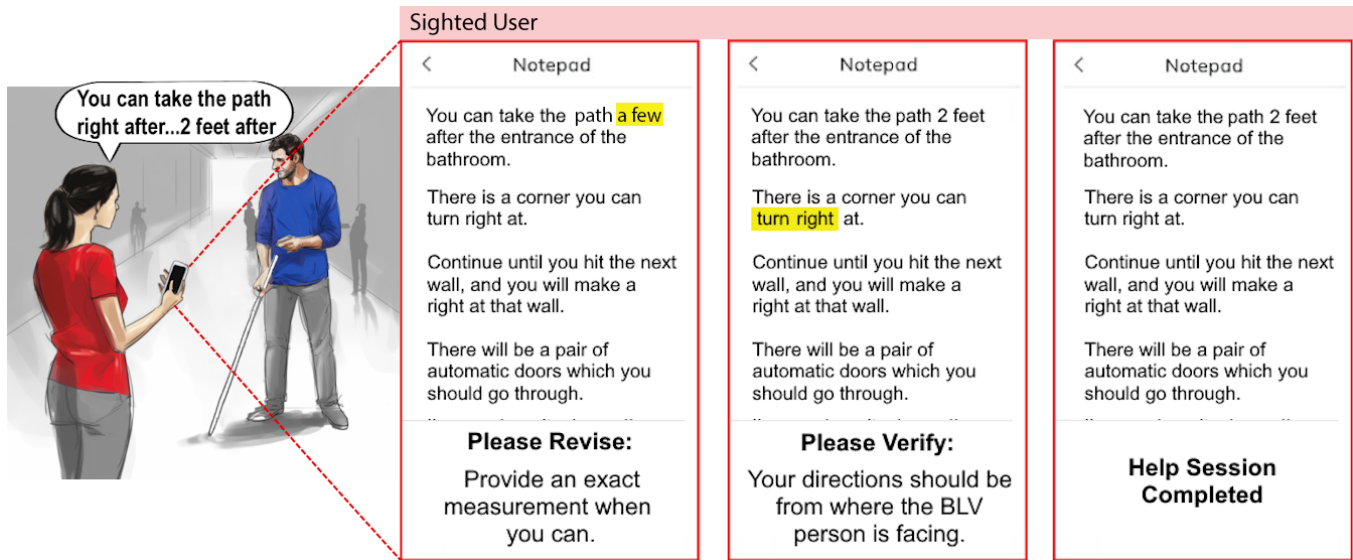 Sighted User
You can take the path
right after...2 feet after
<
Notepad
You can take the path a few
after the entrance of the
bathroom.
There is a corner you can
turn right at.
Continue until you hit the next
wall, and you will make a
right at that wall.
There will be a pair of
automatic doors which you
should go through.
Please Revise:
Provide an exact
measurement when
you can.
<
Notepad
You can take the path 2 feet
after the entrance of the
bathroom.
There is a corner you can
turn right at.
Continue until you hit the next
wall, and you will make a
right at that wall.
There will be a pair of
automatic doors which you
should go through.
Please Verify:
Your directions should be
from where the BLV
person is facing.
<
Notepad
You can take the path 2 feet
after the entrance of the
bathroom.
There is a corner you can
turn right at.
Continue until you hit the next
wall, and you will make a
right at that wall.
There will be a pair of
automatic doors which you
should go through.
Help Session
Completed